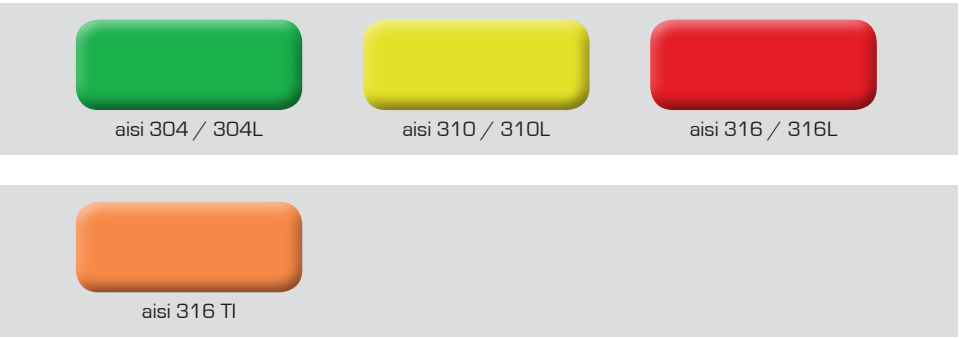 aisi 304 / 304L
aisi 310 / 310L
aisi 316 / 316L
aisi 316 TI